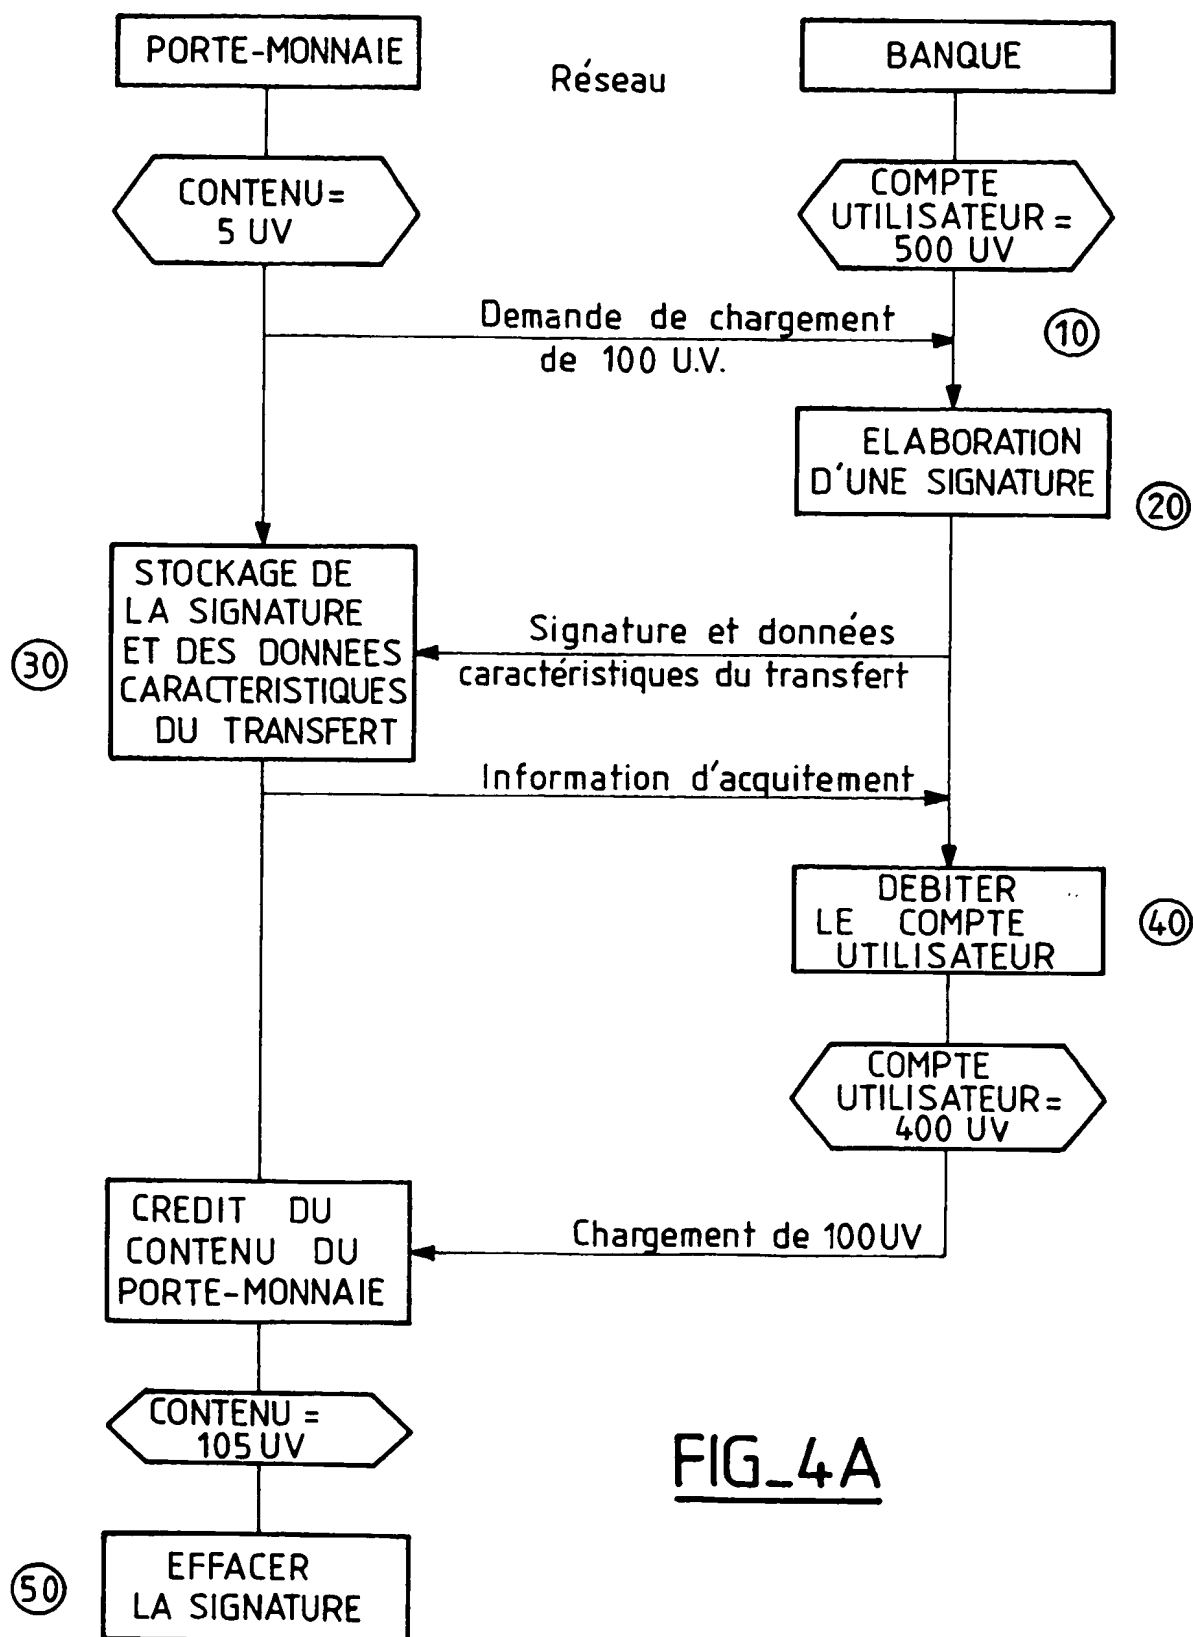 PORTE-MONNAIE
Réseau
BANQUE
CONTENU=
5 UV
COMPTE
UTILISATEUR =
500 UV
Demande de chargement
de 100 U.V.
10
ELABORATION
D'UNE SIGNATURE
20
STOCKAGE DE
LA SIGNATURE
ET DES DONNEES
CARACTERISTIQUES
DU TRANSFERT
30
Signature et données
caractéristiques du transfert
Information d'acquitement
DEBITER
LE COMPTE
UTILISATEUR
40
COMPTE
UTILISATEUR=
400 UV
CREDIT DU
CONTENU DU
PORTE-MONNAIE
Chargement de 100UV
CONTENU =
105UV
FIG_4A
50
EFFACER
LA SIGNATURE